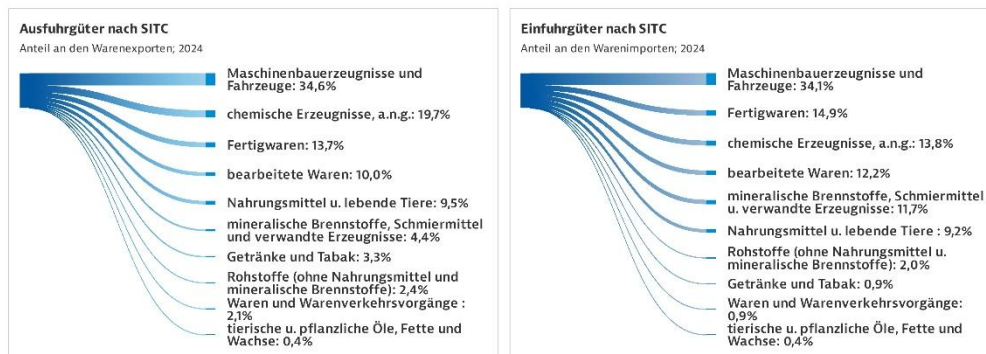 Ausfuhrgüter nach SITC
Anteil an den Warenexporten; 2024
Maschinenbauerzeugnisse und
Fahrzeuge: 34,6%
chemische Erzeugnisse, a.n.g.: 19,7%
Fertigwaren: 13,7%
bearbeitete Waren: 10,0%
Nahrungsmittel u. lebende Tiere: 9,5%
mineralische Brennstoffe, Schmiermittel
und verwandte Erzeugnisse: 4,4%
Getränke und Tabak: 3,3%
Rohstoffe (ohne Nahrungsmittel und
mineralische Brennstoffe): 2,4%
Waren und Warenverkehrsvorgänge :
2,1%
tierische u. pflanzliche Öle, Fette und
Wachse: 0,4%
Einfuhrgüter nach SITC
Anteil an den Warenimporten; 2024
Maschinenbauerzeugnisse und
Fahrzeuge: 34,1%
Fertigwaren: 14,9%
chemische Erzeugnisse, a.n.g.: 13,8%
bearbeitete Waren: 12,2%
mineralische Brennstoffe, Schmiermittel
u. verwandte Erzeugnisse: 11,7%
Nahrungsmittel u. lebende Tiere : 9,2%
Rohstoffe (ohne Nahrungsmittel u.
mineralische Brennstoffe): 2,0%
Getränke und Tabak: 0,9%
Waren und Warenverkehrsvorgänge:
0,9%
tierische u. pflanzliche Öle, Fette und
Wachse: 0,4%